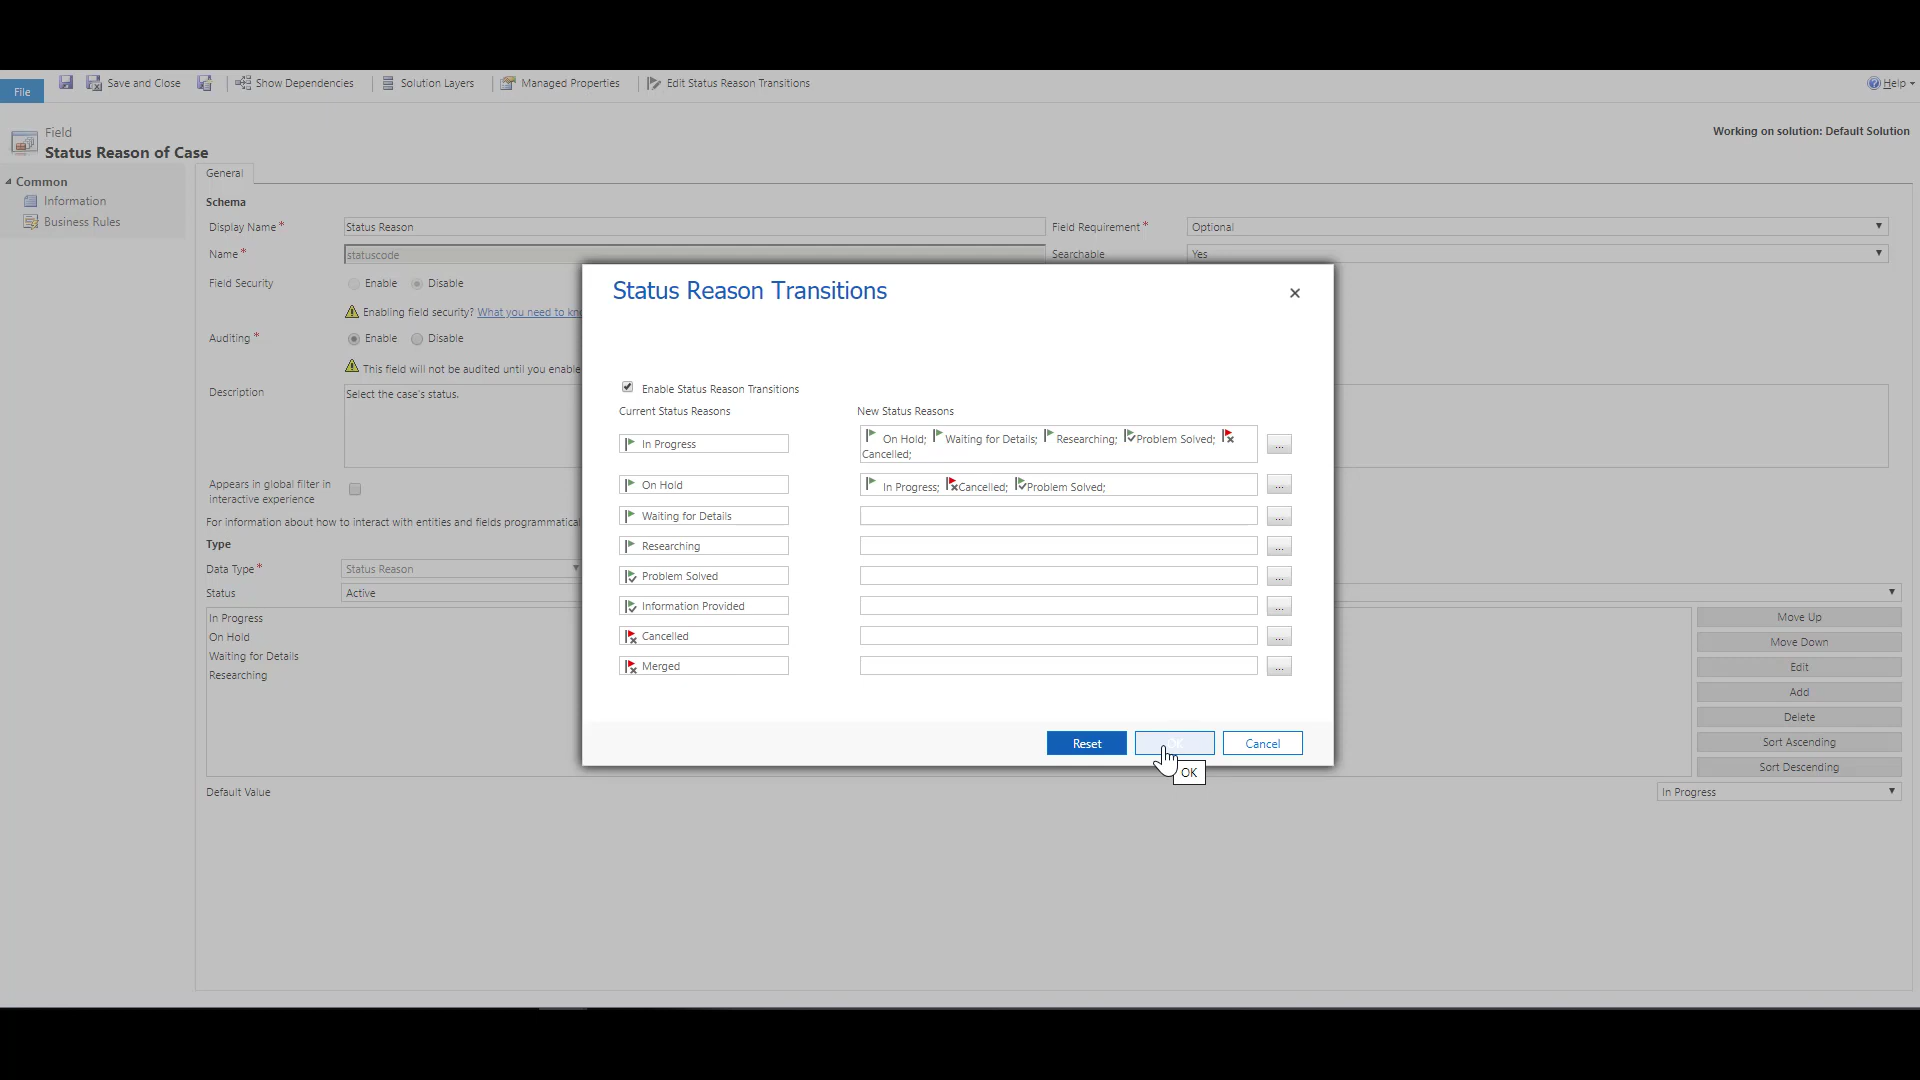 File
Save and Close
Show Dependencies
Solution Layers
Managed Properties
Edit Status Reason Transitions
Help
Field
Status Reason of Case
Working on solution: Default Solution
Common
Information
Business Rules
General
Schema
Display Name*
Status Reason
Field Requirement*
Optional
Name*
statuscode
Searchable
Yes
Field Security
Enable
Disable
Enabling field security? What you need to
Auditing*
Enable
Disable
This field will not be audited until you enable
Description
Select the case's status.
Appears in global filter in
interactive experience
For information about how to interact with entities and fields
Type
Data Type*
Status Reason
Status
Active
In Progress
On Hold
Waiting for Details
Researching
Move Up
Move Down
Edit
Add
Delete
Sort Ascending
Sort Descending
Default Value
In Progress
Status Reason Transitions
Enable Status Reason Transitions
Current Status Reasons
New Status Reasons
In Progress
On Hold; Waiting for Details; Researching; Problem Solved;
Cancelled;
...
On Hold
In Progress; Cancelled; Problem Solved;
...
Waiting for Details
...
Researching
...
Problem Solved
...
Information Provided
...
Cancelled
...
Merged
...
Reset
Cancel
OK